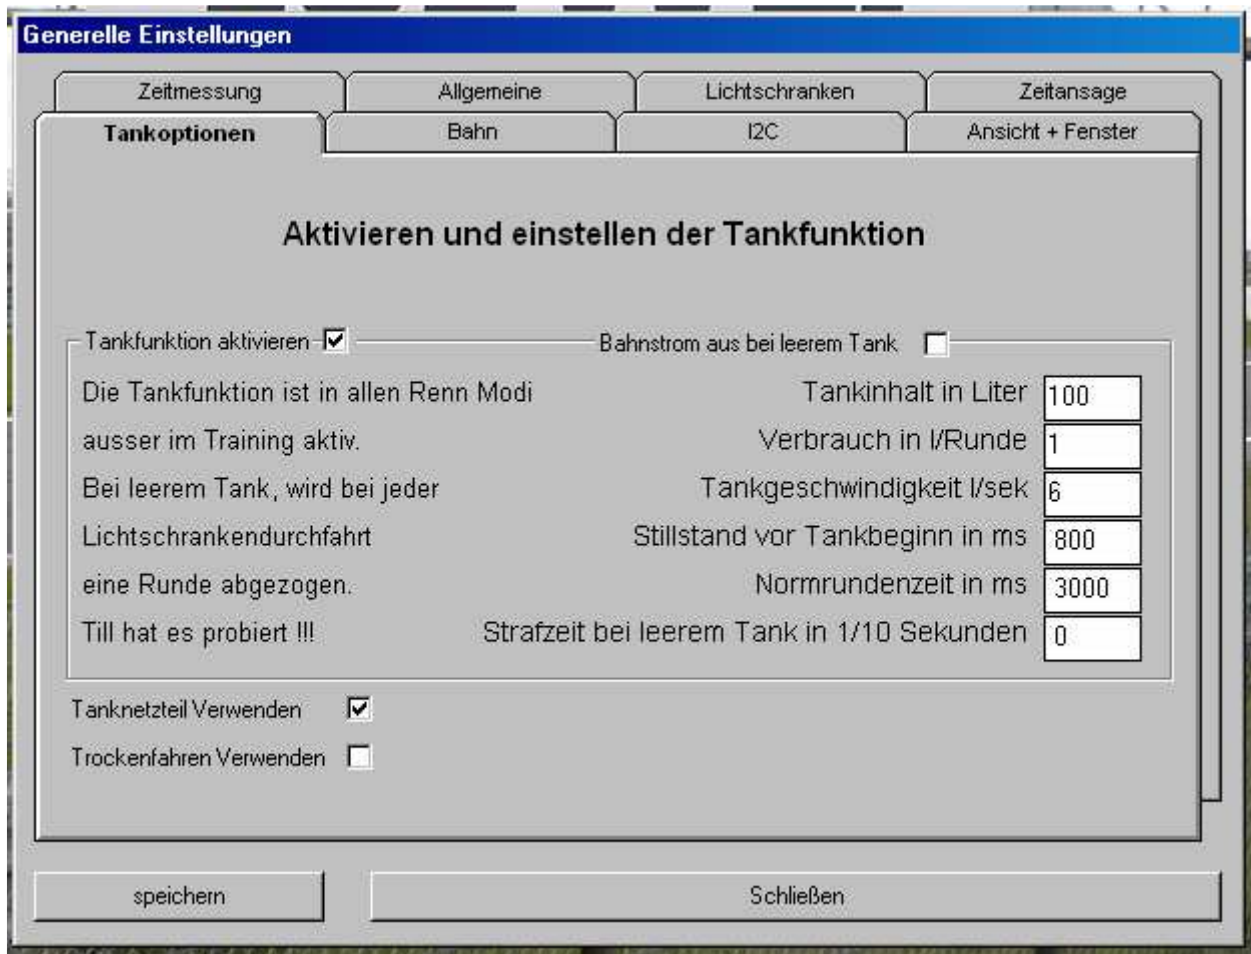 Generelle Einstellungen
Zeitmessung Allgemeine Lichtschranken Zeitansage
Tankoptionen Bahn I2C Ansicht + Fenster
Aktivieren und einstellen der Tankfunktion
Tankfunktion aktivieren Bahnstrom aus bei leerem Tank
Die Tankfunktion ist in allen Renn Modi Tankinhalt in Liter 100
ausser im Training aktiv. Verbrauch in l/Runde 1
Bei leerem Tank, wird bei jeder Tankgeschwindigkeit l/sek 6
Lichtschrankendurchfahrt Stillstand vor Tankbeginn in ms 800
eine Runde abgezogen. Normrundenzeit in ms 3000
Till hat es probiert !!! Strafzeit bei leerem Tank in 1/10 Sekunden 0
Tanknetzteil Verwenden
Trockenfahren Verwenden
speichern Schließen